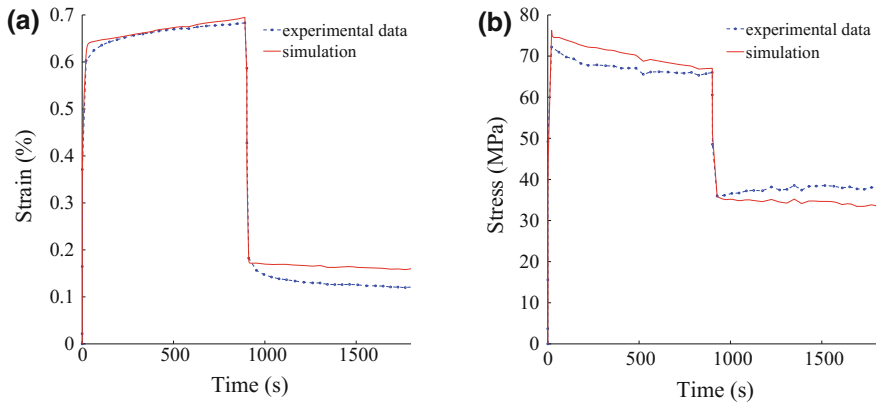 (a)
0.7
0.6
0.5
0.4
0.3
0.2
0.1
0
Strain (%)
0
500
1000
1500
Time (s)
experimental data
simulation
(b)
80
70
60
50
40
30
20
10
0
Stress (MPa)
0
500
1000
1500
Time (s)
experimental data
simulation